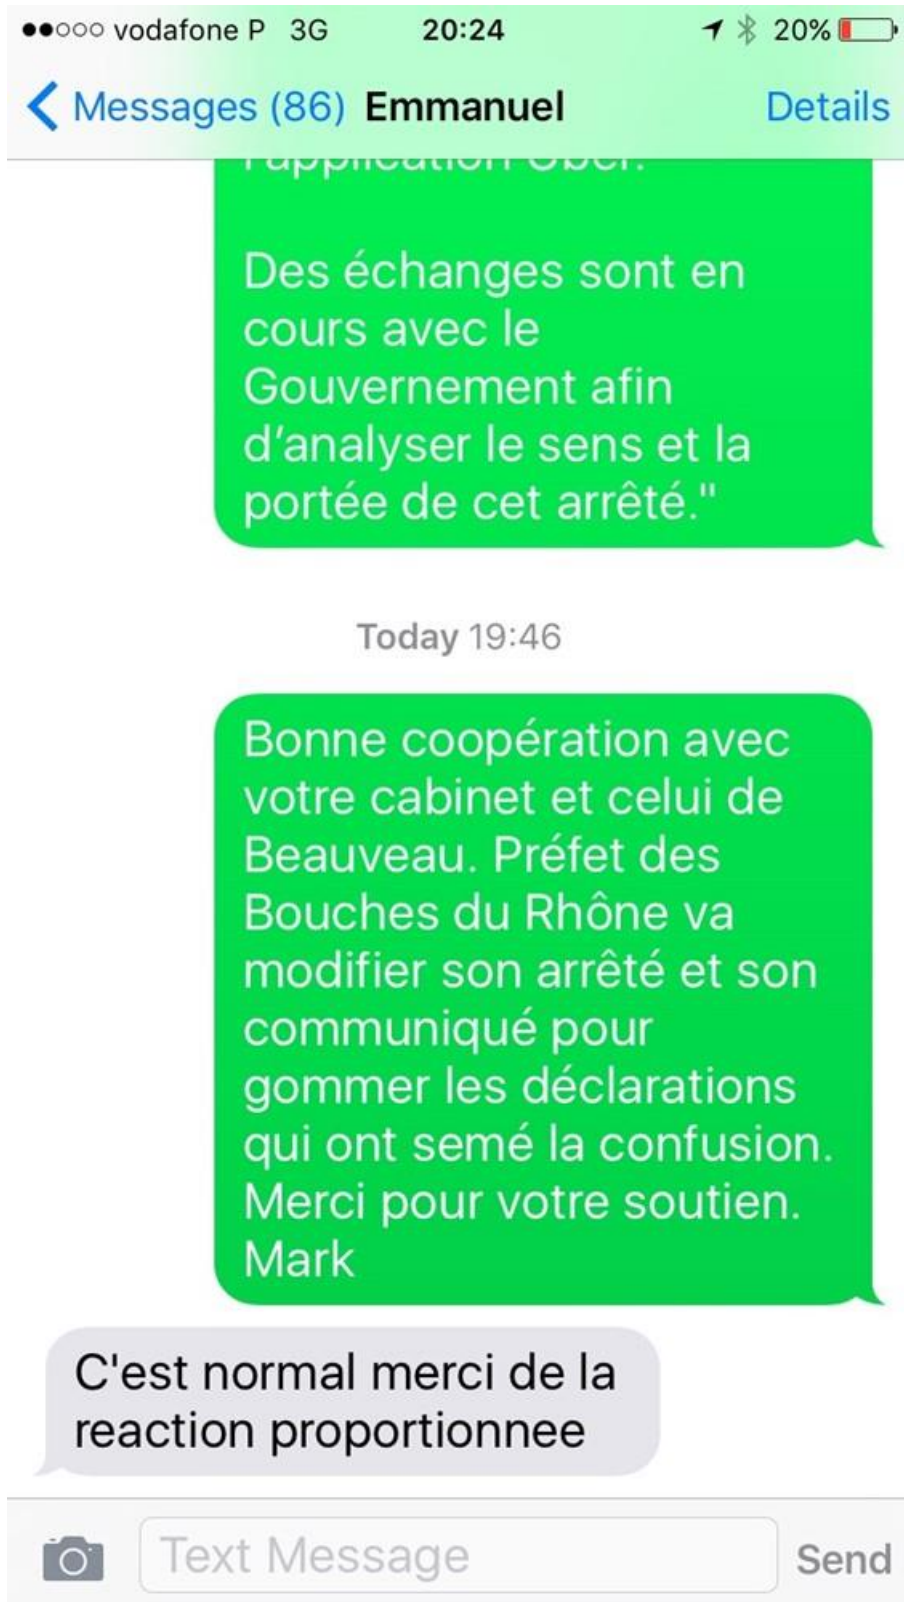 vodafone P 3G 20:24 20%
Messages (86) Emmanuel Details
l'application Uber.
Des échanges sont en
cours avec le
Gouvernement afin
d'analyser le sens et la
portée de cet arrêté."
Today 19:46
Bonne coopération avec
votre cabinet et celui de
Beauveau. Préfet des
Bouches du Rhône va
modifier son arrêté et son
communiqué pour
gommer les déclarations
qui ont semé la confusion.
Merci pour votre soutien.
Mark
C'est normal merci de la
reaction proportionnee
Text Message Send